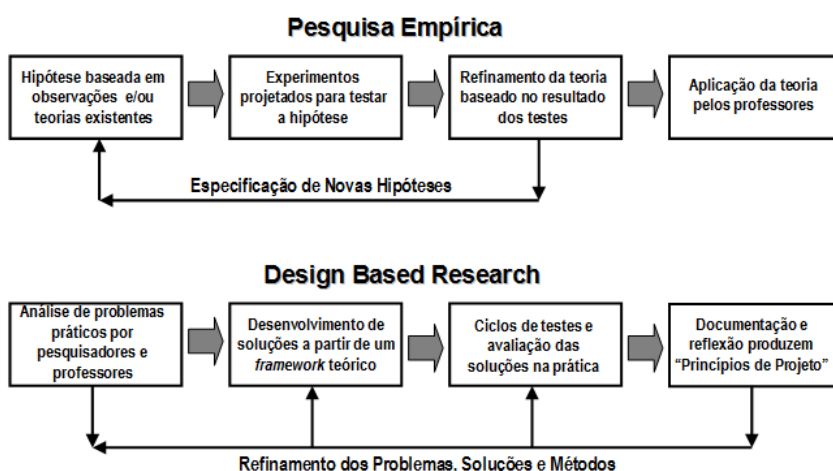 Pesquisa Empírica
Hipótese baseada em
observações e/ou
teorias existentes
Experimentos
projetados para testar
a hipótese
Refinamento da teoria
baseado no resultado
dos testes
Aplicação da teoria
pelos professores
Especificação de Novas Hipóteses
Design Based Research
Análise de problemas
práticos por
pesquisadores e
professores
Desenvolvimento de
soluções a partir de um
framework teórico
Ciclos de testes e
avaliação das
soluções na prática
Documentação e
reflexão produzem
“Princípios de Projeto”
Refinamento dos Problemas, Soluções e Métodos